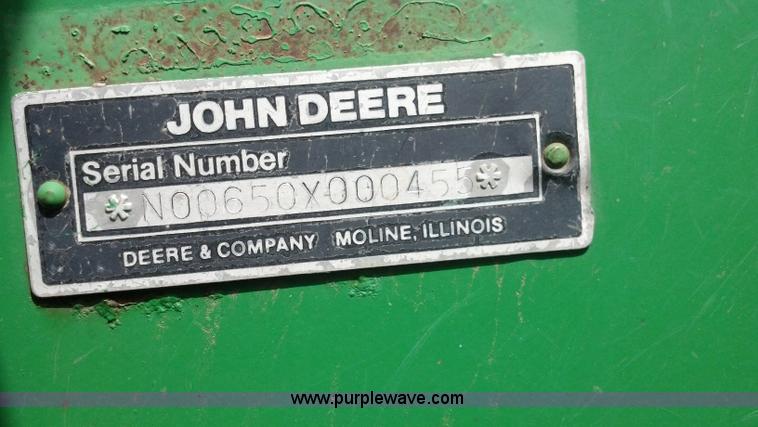 JOHN DEERE
Serial Number
*N00650X000455*
DEERE & COMPANY MOLINE, ILLINOIS
www.purplewave.com